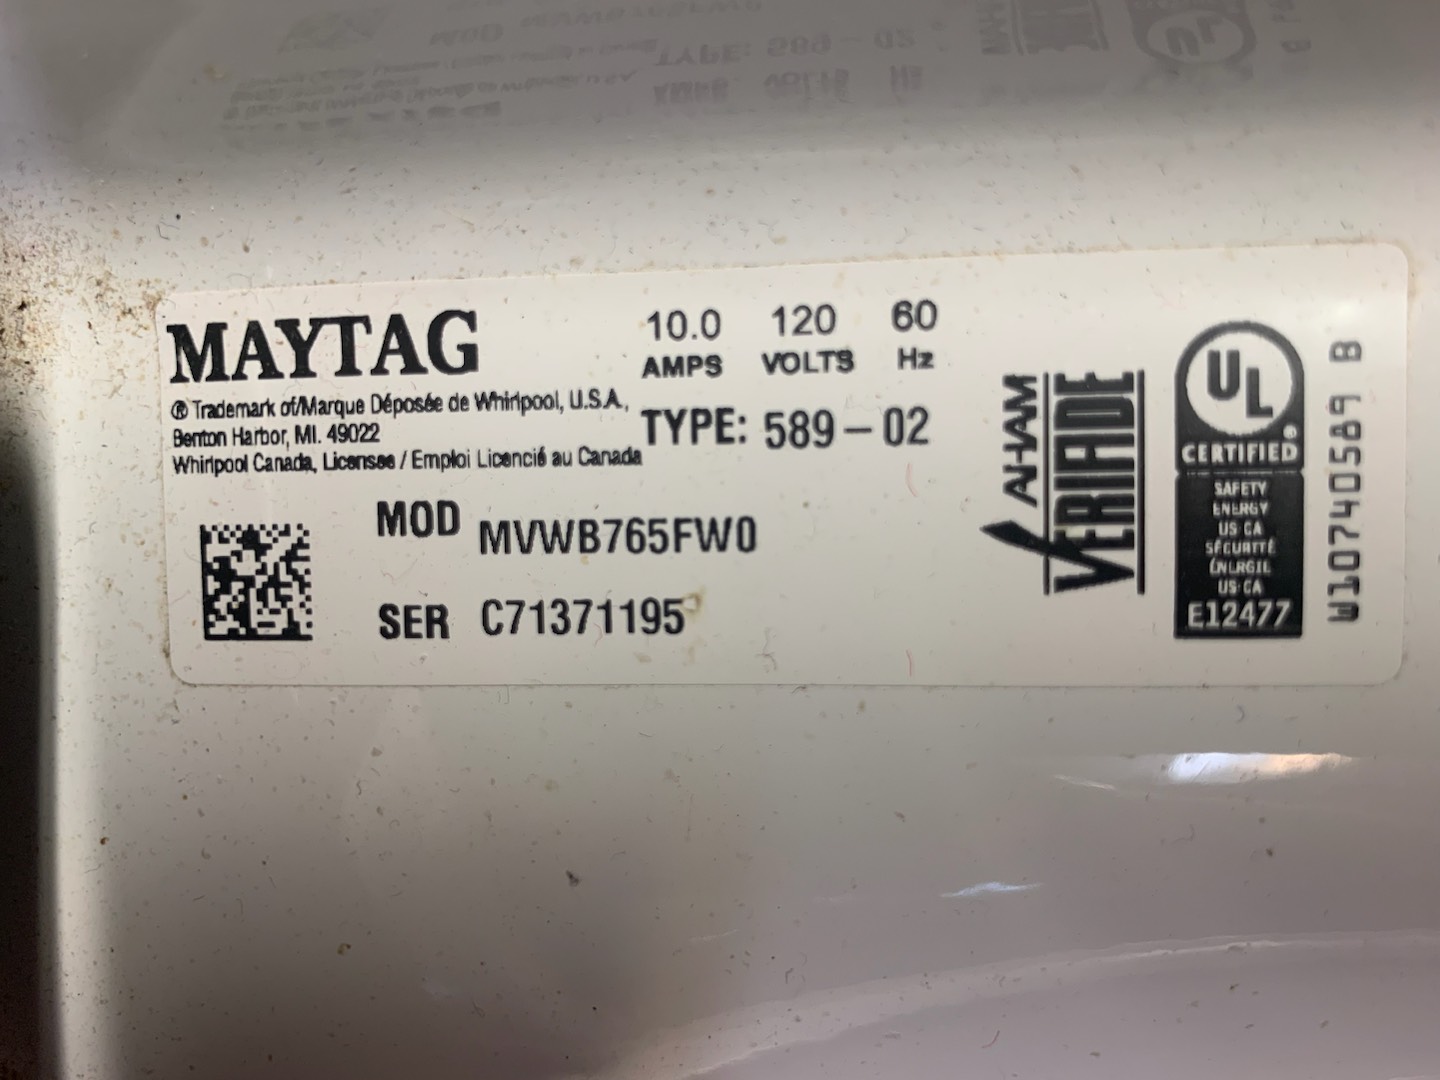 MAYTAG
® Trademark of/Marque Déposée de Whirlpool, U.S.A.,
Benton Harbor, MI. 49022
Whirlpool Canada, Licensee / Emploi Licencié au Canada
10.0 120 60
AMPS VOLTS Hz
TYPE: 589-02
MOD MVWB765FW0
SER C71371195
AHAM
VERIFIDE
UL
®
CERTIFIED
SAFETY
ENERGY
US CA
SÉCURITÉ
ÉNERGIE
US CA
E12477
W10740589 B